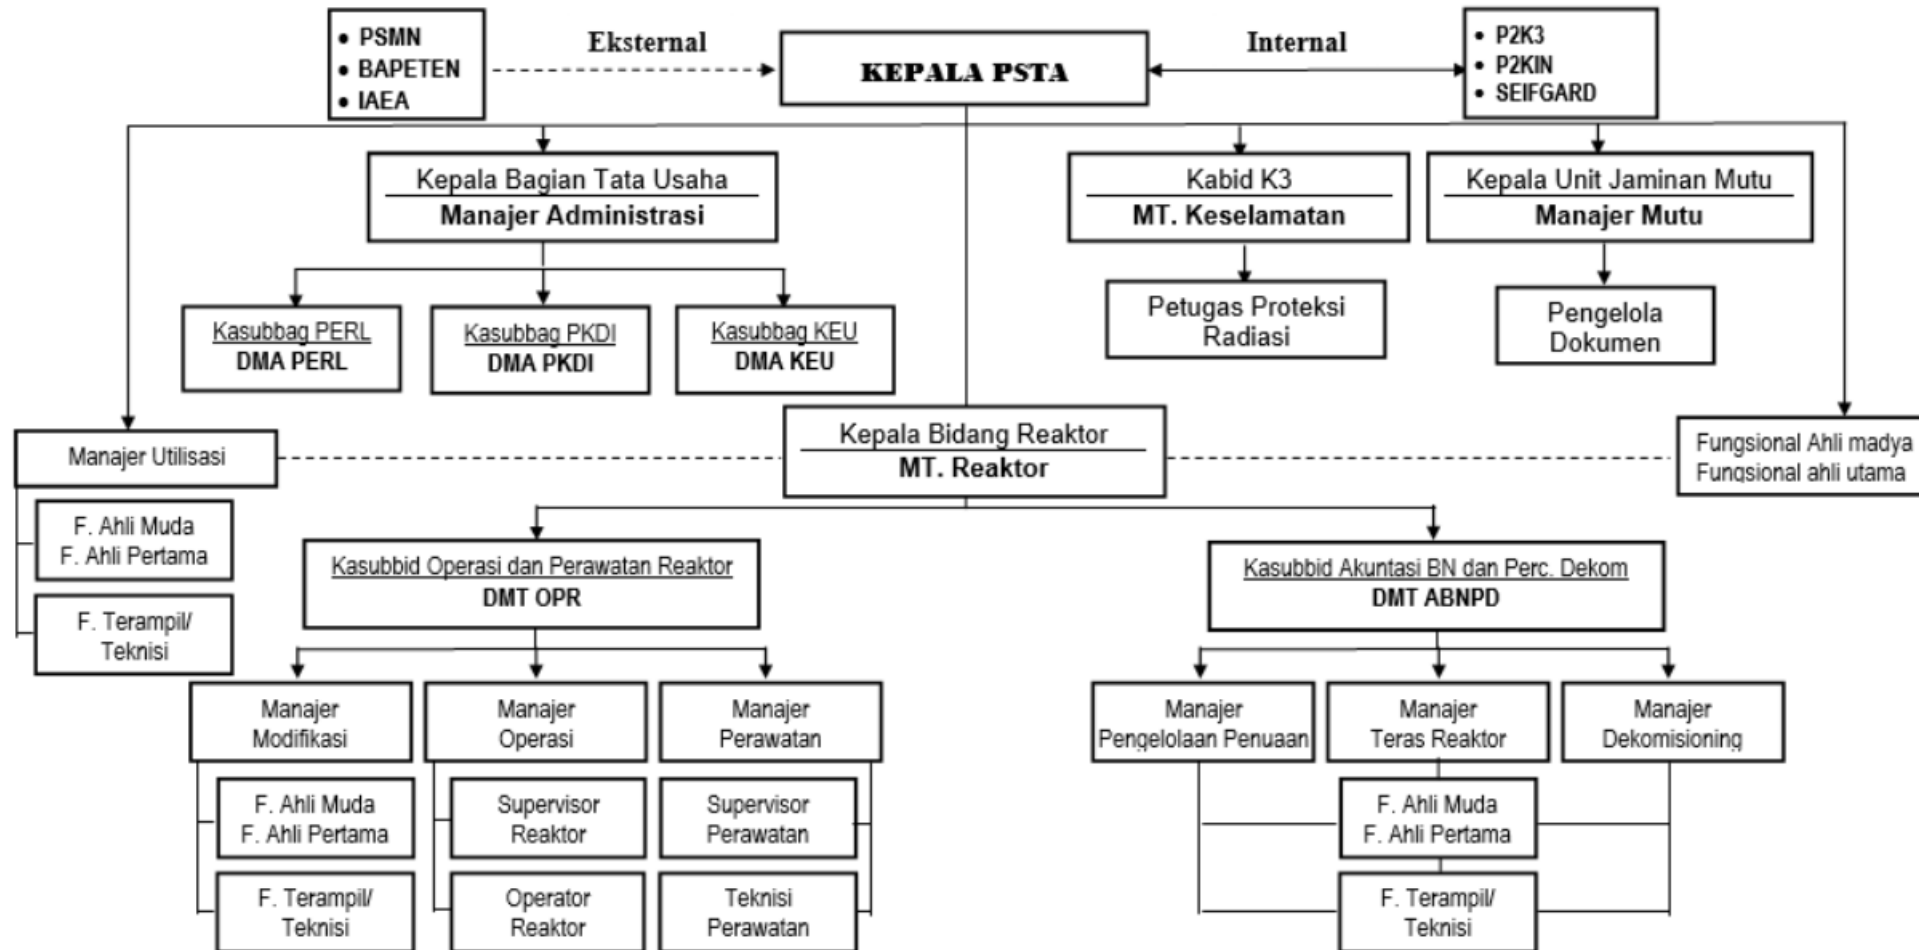 • PSMN
• BAPETEN
• IAEA
Eksternal
KEPALA PSTA
Internal
• P2K3
• P2KIN
• SEIFGARD
Kepala Bagian Tata Usaha
Manajer Administrasi
Kabid K3
MT. Keselamatan
Kepala Unit Jaminan Mutu
Manajer Mutu
Kasubbag PERL
DMA PERL
Kasubbag PKDI
DMA PKDI
Kasubbag KEU
DMA KEU
Petugas Proteksi
Radiasi
Pengelola
Dokumen
Manajer Utilisasi
Kepala Bidang Reaktor
MT. Reaktor
Fungsional Ahli madya
Fungsional ahli utama
F. Ahli Muda
F. Ahli Pertama
F. Terampil/
Teknisi
Kasubbid Operasi dan Perawatan Reaktor
DMT OPR
Kasubbid Akuntasi BN dan Perc. Dekom
DMT ABNPD
Manajer
Modifikasi
Manajer
Operasi
Manajer
Perawatan
Manajer
Pengelolaan Penuaan
Manajer
Teras Reaktor
Manajer
Dekomisioning
F. Ahli Muda
F. Ahli Pertama
Supervisor
Reaktor
Supervisor
Perawatan
F. Ahli Muda
F. Ahli Pertama
F. Terampil/
Teknisi
Operator
Reaktor
Teknisi
Perawatan
F. Terampil/
Teknisi